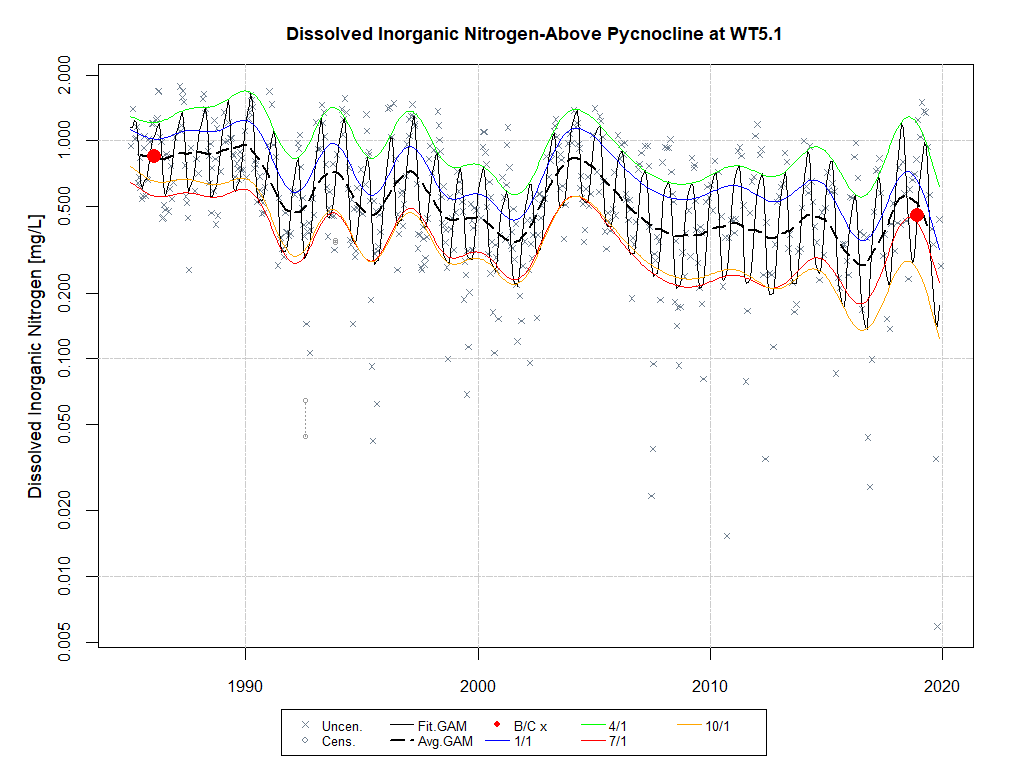 Dissolved Inorganic Nitrogen-Above Pycnocline at WT5.1
Dissolved Inorganic Nitrogen [mg/L]
2.000
1.000
0.500
0.200
0.100
0.050
0.020
0.010
0.005
1990 2000 2010 2020
Uncen. Fit.GAM B/C x 4/1 10/1
Cens. Avg.GAM 1/1 7/1